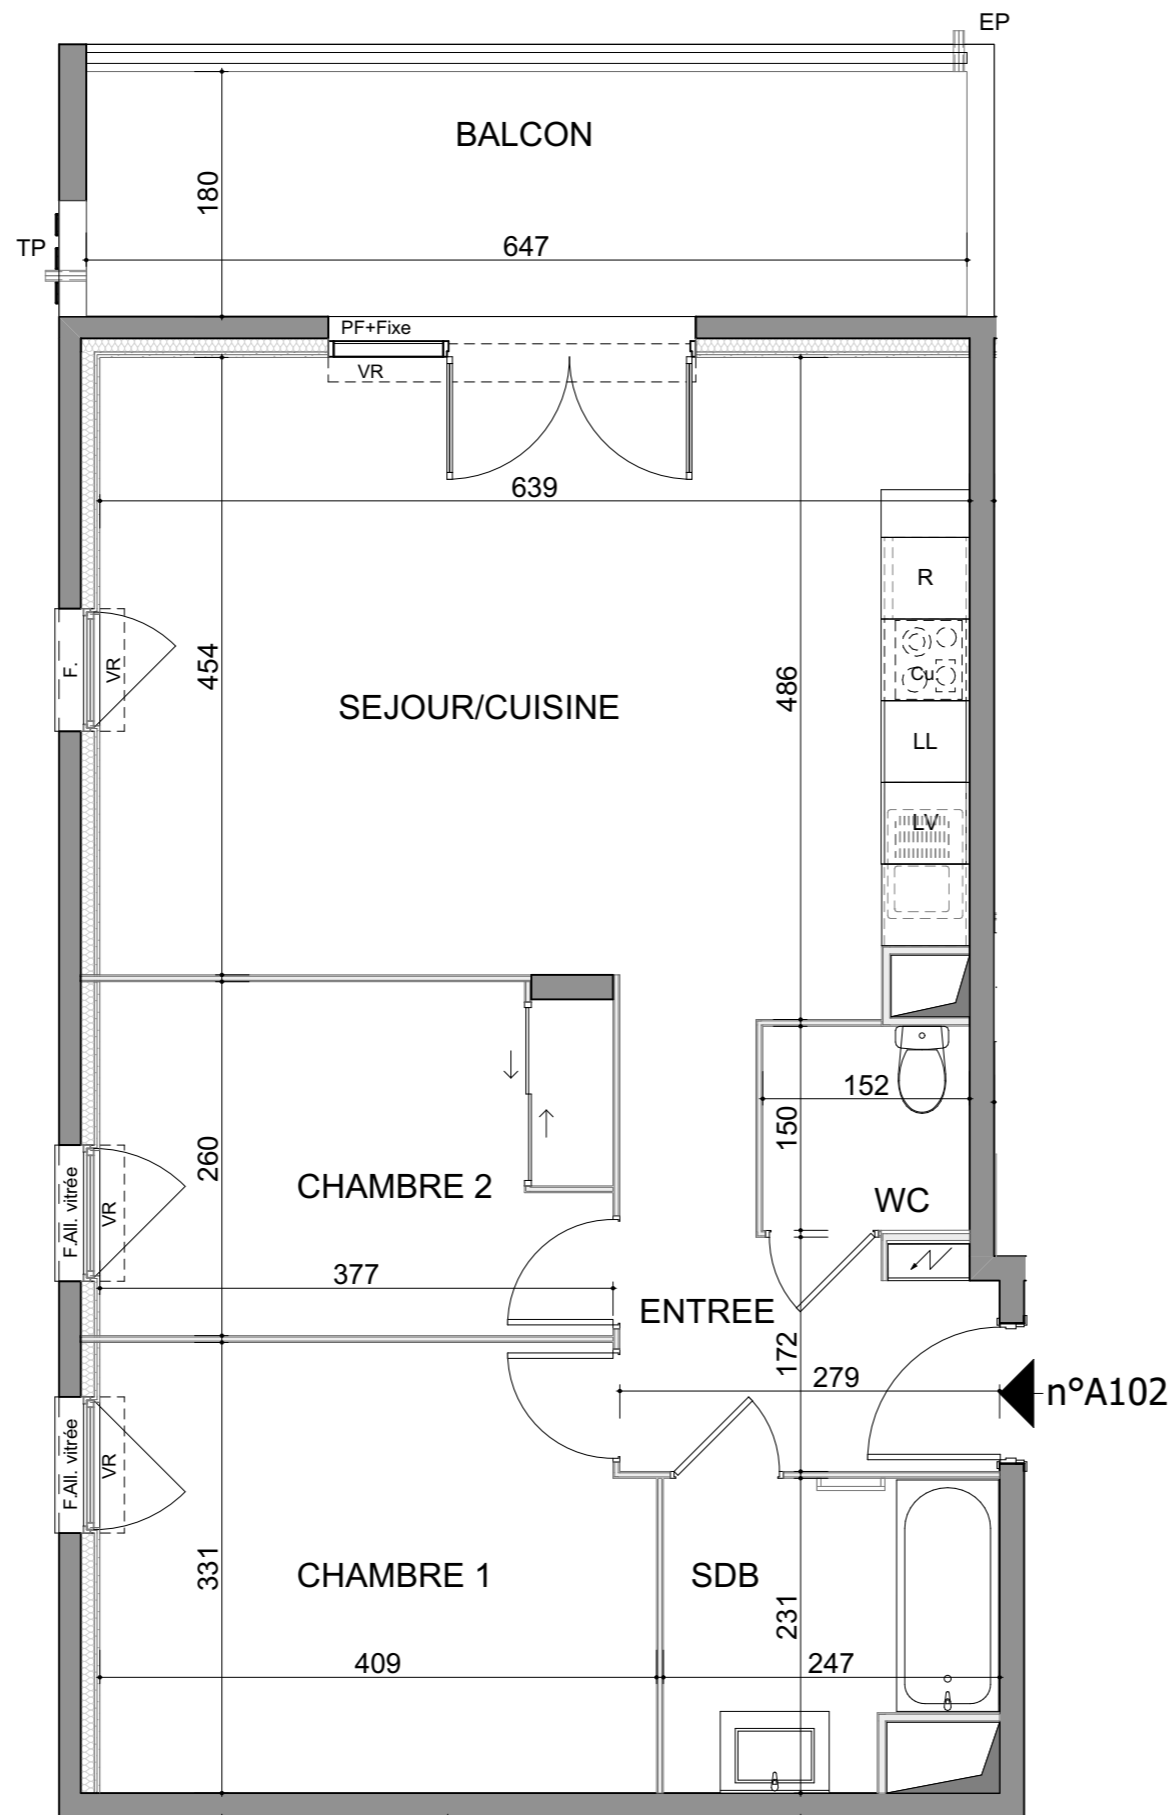 EP
BALCON
180
TP
647
PF+Fixe
VR
639
R
F.
VR
454
486
Cu.
SEJOUR/CUISINE
LL
LV
152
150
260
F.All. vitrée
VR
CHAMBRE 2
WC
377
ENTREE
172
279
n°A102
F.All. vitrée
VR
331
CHAMBRE 1
SDB
231
409
247